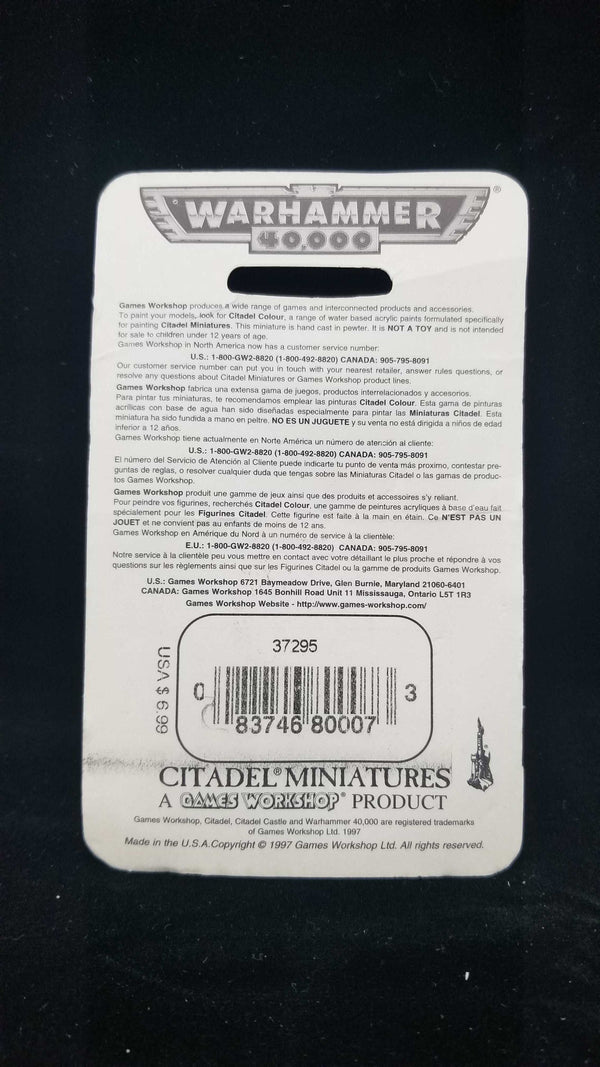 WARHAMMER ®
40,000
Games Workshop produces a wide range of games and interconnected products and accessories.
To paint your models, look for Citadel Colour, a range of water based acrylic paints formulated specifically
for painting Citadel Miniatures. This miniature is hand cast in pewter. It is NOT A TOY and is not intended
for sale to children under 12 years of age.
Games Workshop in North America now has a customer service number:
U.S.: 1-800-GW2-8820 (1-800-492-8820) CANADA: 905-795-8091
Our customer service number can put you in touch with your nearest retailer, answer rules questions, or
resolve any questions about Citadel Miniatures or Games Workshop product lines.
Games Workshop fabrica una extensa gama de juegos, productos interrelacionados y accesorios.
Para pintar tus miniaturas, te recomendamos emplear las pinturas Citadel Colour. Esta gama de pinturas
acrílicas con base de agua han sido diseñadas especialmente para pintar las Miniaturas Citadel. Esta
miniatura ha sido fundida a mano en peltre. NO ES UN JUGUETE y su venta no está dirigida a niños de edad
inferior a 12 años.
Games Workshop tiene actualmente en Norte América un número de atención al cliente:
U.S.: 1-800-GW2-8820 (1-800-492-8820) CANADA: 905-795-8091
El número del Servicio de Atención al Cliente puede indicarte tu punto de venta más proximo, contestar pre-
guntas de reglas, o resolver cualquier duda que tengas sobre las Miniaturas Citadel o las gamas de produc-
tos Games Workshop.
Games Workshop produit une gamme de jeux ainsi que des produits et accessoires s'y reliant.
Pour peindre vos figurines, recherchés Citadel Colour, une gamme de peintures acryliques à base d'eau fait
spécialement pour les Figurines Citadel. Cette figurine est faite à la main en étain. Ce N'EST PAS UN
JOUET et ne convient pas au enfants de moins de 12 ans.
Games Workshop en Amérique du Nord à un numéro de service à la clientèle:
E.U.: 1-800-GW2-8820 (1-800-492-8820) CANADA: 905-795-8091
Notre service à la clientèle peu vous mettre en contact avec votre détaillant le plus proche et répondre à vos
questions sur les règlements ainsi que sur les Figurines Citadel ou la gamme de produits Games Workshop.
U.S.: Games Workshop 6721 Baymeadow Drive, Glen Burnie, Maryland 21060-6401
CANADA: Games Workshop 1645 Bonhill Road Unit 11 Mississauga, Ontario L5T 1R3
Games Workshop Website - http://www.games-workshop.com/
USA $ 6.99
37295
0 83746 80007 3
CITADEL® MINIATURES
A GAMES WORKSHOP® PRODUCT
Games Workshop, Citadel, Citadel Castle and Warhammer 40,000 are registered trademarks
of Games Workshop Ltd. 1997
Made in the U.S.A.Copyright © 1997 Games Workshop Ltd. All rights reserved.